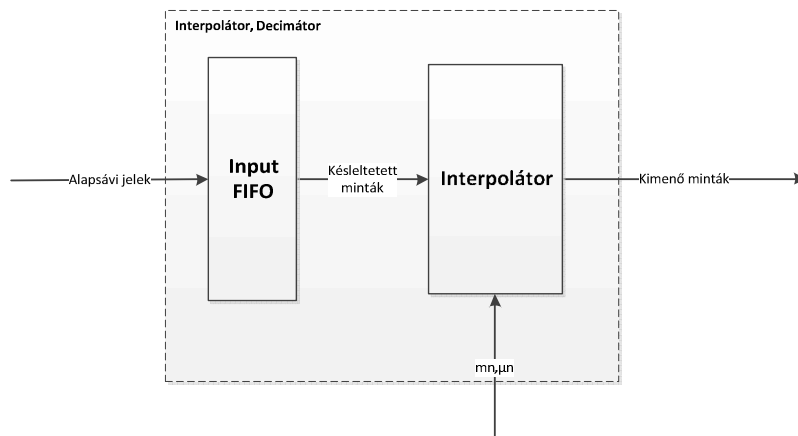 Interpolátor, Decimátor
Alapsávi jelek
Input
FIFO
Késleltetett
minták
Interpolátor
Kimenő minták
mn,µn